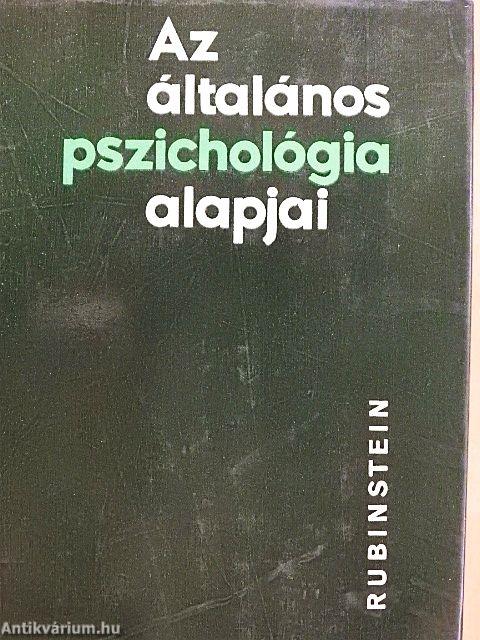 Az
általános
pszichológia
alapjai
RUBINSTEIN
Antikvárium.hu